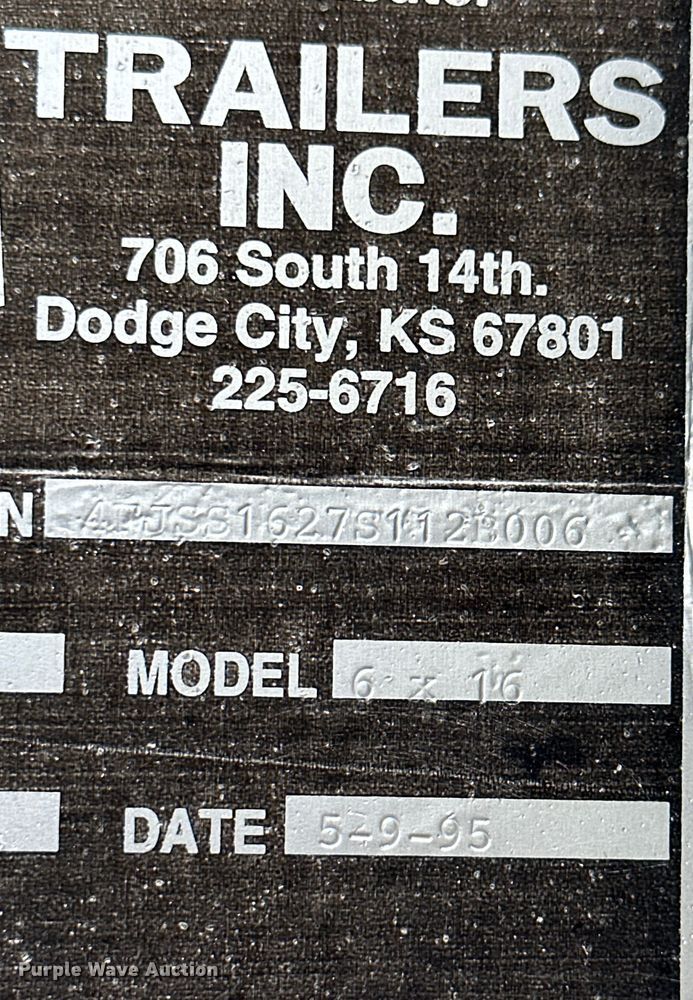 TRAILERS
INC.
706 South 14th.
Dodge City, KS 67801
225-6716
N
MODEL 6 x 16
DATE 5-9-95
Purple Wave Auction